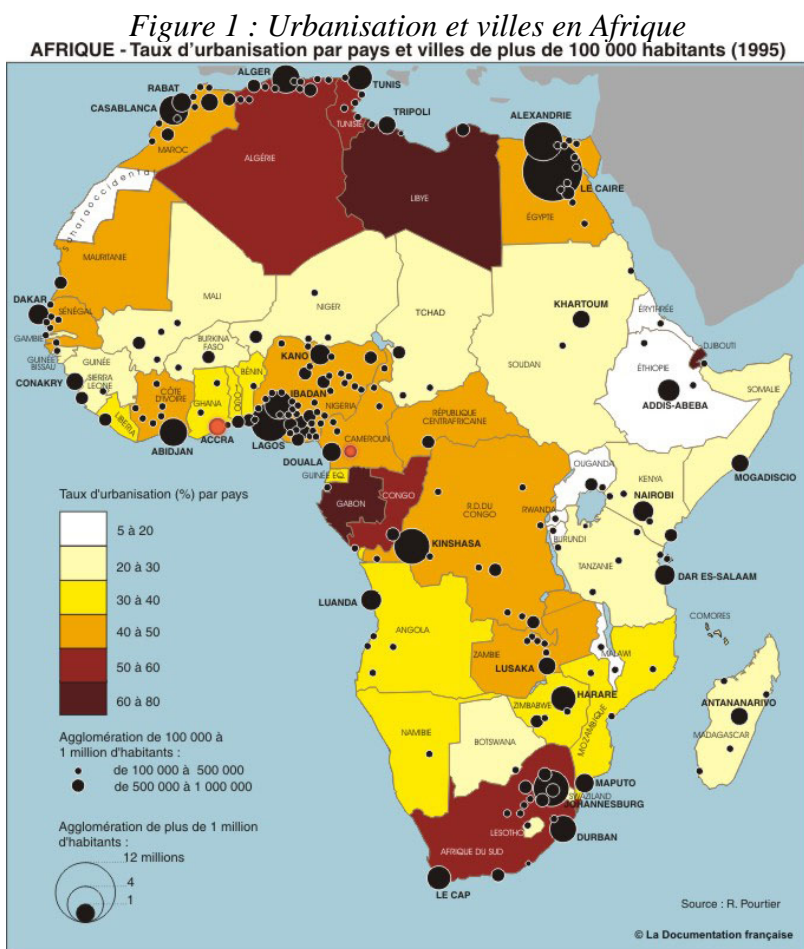 Figure 1 : Urbanisation et villes en Afrique
AFRIQUE - Taux d'urbanisation par pays et villes de plus de 100 000 habitants (1995)
ALGER
TUNIS
RABAT
CASABLANCA
TRIPOLI
ALEXANDRIE
TUNISIE
MAROC
ALGÉRIE
LE CAIRE
LIBYE
ÉGYPTE
Sahara occidental
MAURITANIE
MALI
NIGER
TCHAD
KHARTOUM
ÉRYTHRÉE
DAKAR
SÉNÉGAL
GAMBIE
BURKINA
FASO
KANO
DJIBOUTI
GUINÉE
BISSAU
GUINÉE
BÉNIN
SOUDAN
ÉTHIOPIE
CONAKRY
SIERRA
LEONE
CÔTE
D'IVOIRE
GHANA
TOGO
IBADAN
NIGERIA
SOMALIE
ADDIS-ABEBA
LIBERIA
RÉPUBLIQUE
CENTRAFRICAINE
ACCRA
ABIDJAN
LAGOS
CAMEROUN
DOUALA
GUINÉE EQ.
OUGANDA
KENYA
MOGADISCIO
GABON
CONGO
R.D.DU
CONGO
RWANDA
NAIROBI
BURUNDI
KINSHASA
TANZANIE
DAR ES-SALAAM
LUANDA
COMORES
ANGOLA
ZAMBIE
MALAWI
LUSAKA
HARARE
ANTANANARIVO
ZIMBABWE
MOZAMBIQUE
MADAGASCAR
NAMIBIE
BOTSWANA
MAPUTO
SWAZILAND
JOHANNESBURG
LESOTHO
DURBAN
AFRIQUE DU SUD
LE CAP
Taux d'urbanisation (%) par pays
5 à 20
20 à 30
30 à 40
40 à 50
50 à 60
60 à 80
Agglomération de 100 000 à
1 million d'habitants :
de 100 000 à 500 000
de 500 000 à 1 000 000
Agglomération de plus de 1 million
d'habitants :
12 millions
4
1
Source : R. Pourtier
© La Documentation française